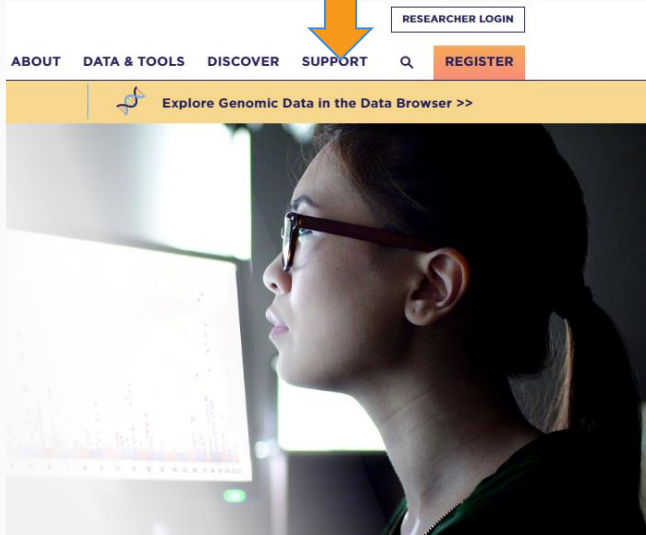 RESEARCHER LOGIN
ABOUT DATA & TOOLS DISCOVER SUPPORT REGISTER
Explore Genomic Data in the Data Browser >>